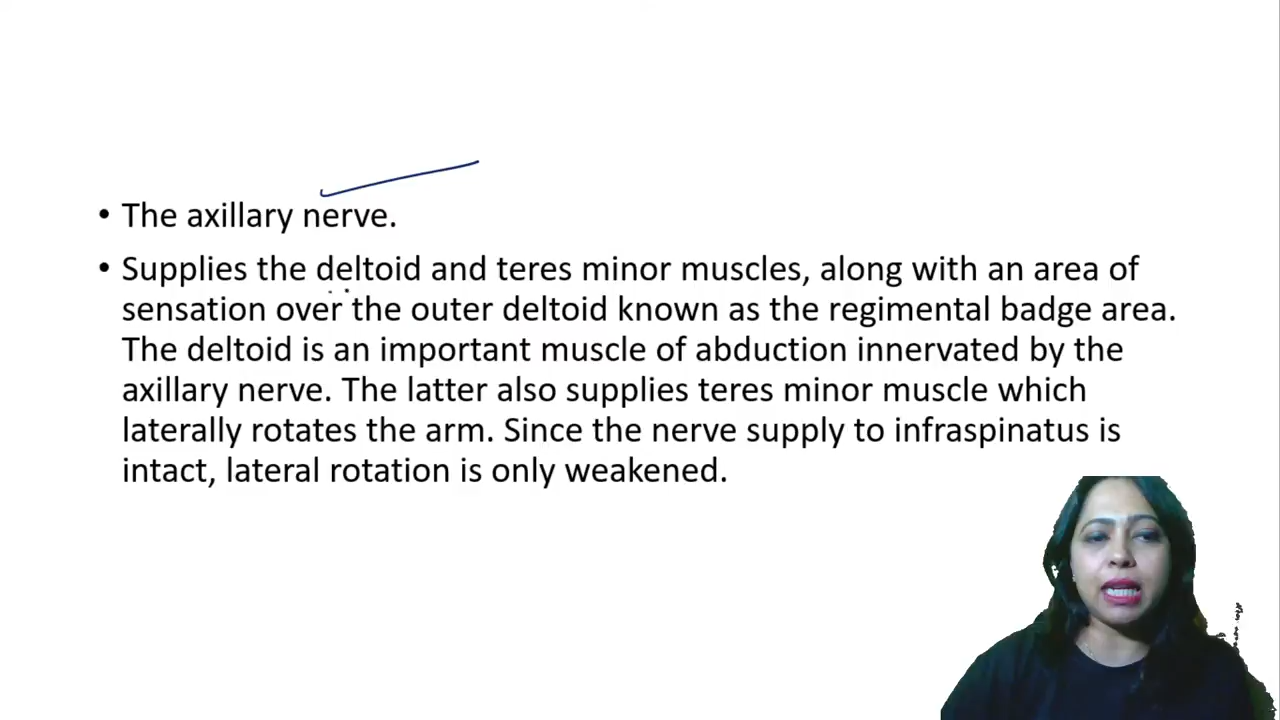 • The axillary nerve.
• Supplies the deltoid and teres minor muscles, along with an area of
sensation over the outer deltoid known as the regimental badge area.
The deltoid is an important muscle of abduction innervated by the
axillary nerve. The latter also supplies teres minor muscle which
laterally rotates the arm. Since the nerve supply to infraspinatus is
intact, lateral rotation is only weakened.